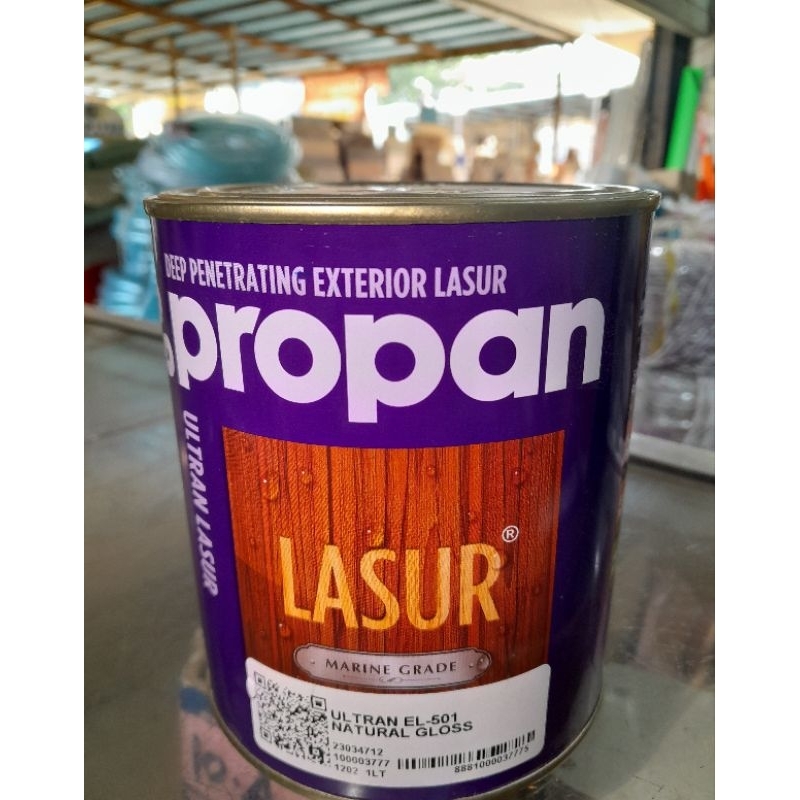 DEEP PENETRATING EXTERIOR LASUR
propan
ULTRAN LASUR
LASUR®
MARINE GRADE
ULTRAN EL-501
NATURAL GLOSS
23034712
100003777
1202 1LT
8881000037775